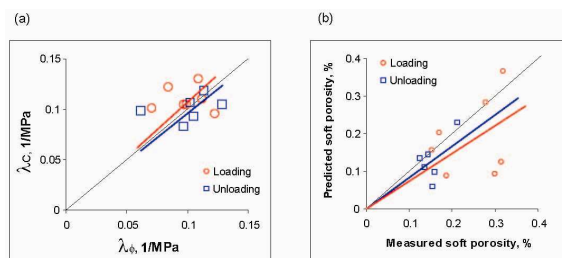 (a)
(b)
0.15
0.1
0.05
0
0
0.05
0.1
0.15
λC, 1/MPa
λϕ, 1/MPa
Loading
Unloading
0.4
0.3
0.2
0.1
0
0
0.1
0.2
0.3
0.4
Predicted soft porosity, %
Measured soft porosity, %
Loading
Unloading